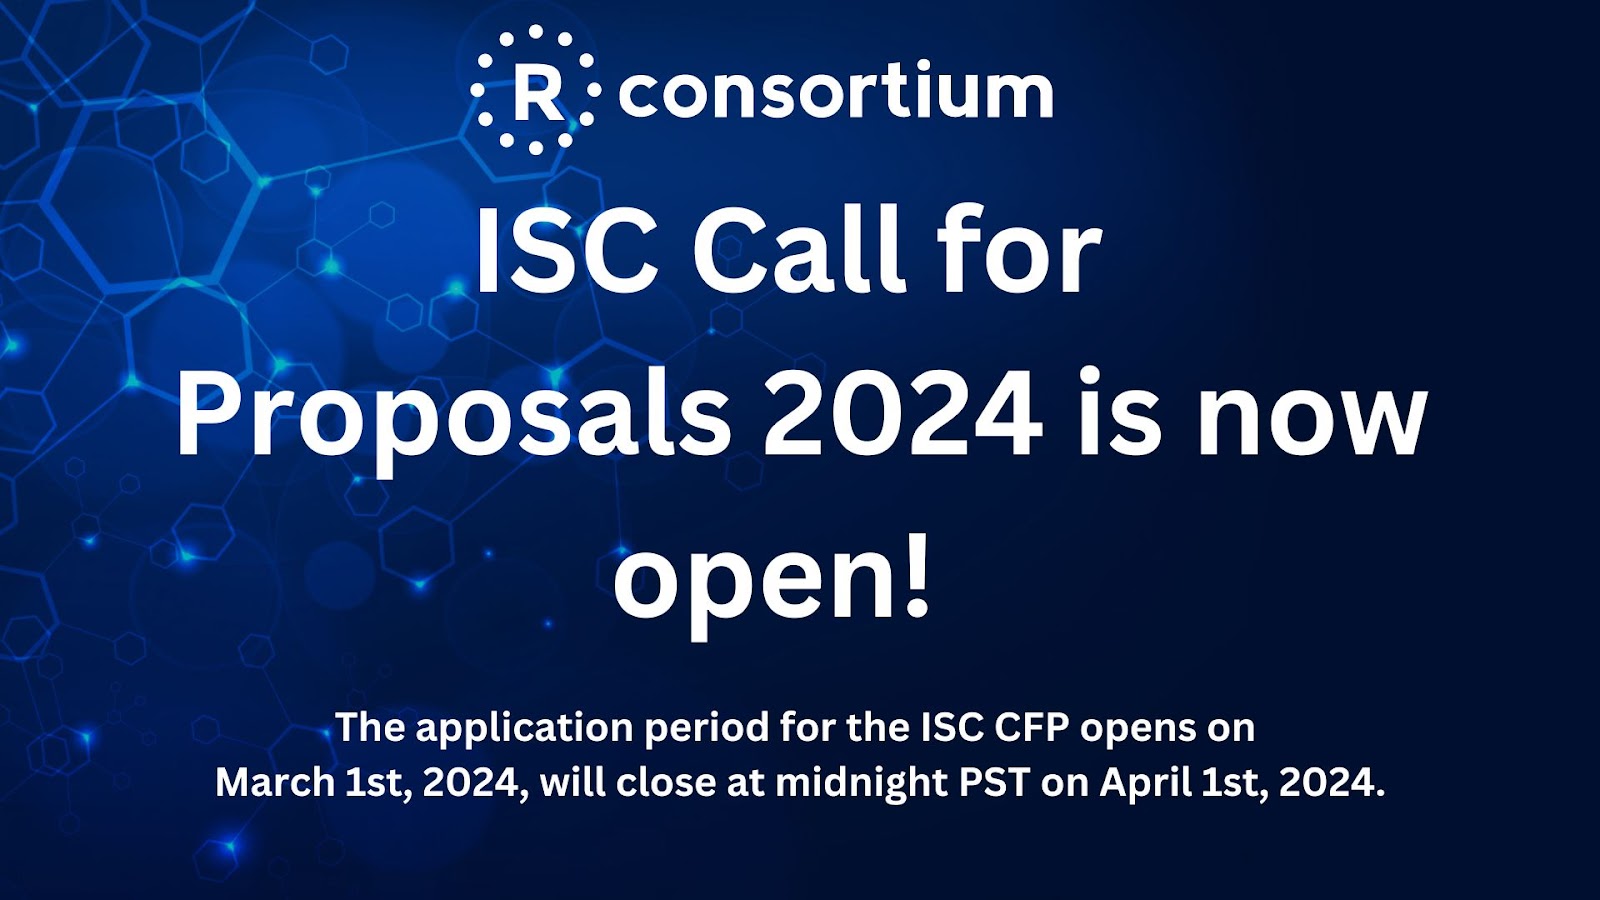 R consortium
ISC Call for
Proposals 2024 is now
open!
The application period for the ISC CFP opens on
March 1st, 2024, will close at midnight PST on April 1st, 2024.